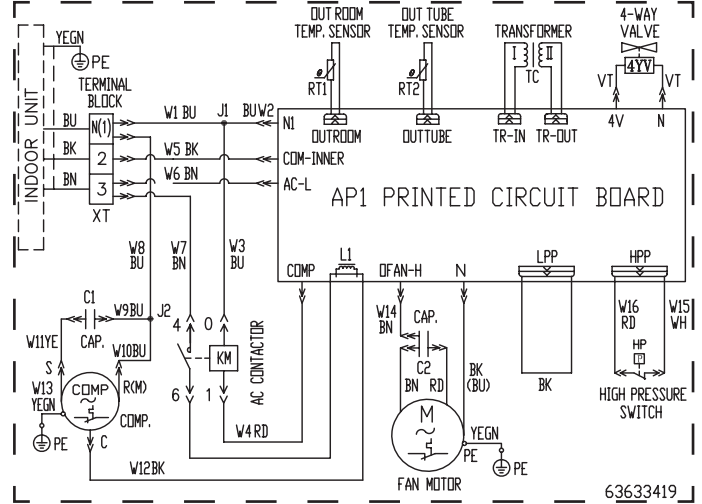 OUT ROOM
TEMP. SENSOR
OUT TUBE
TEMP. SENSOR
TRANSFORMER
4-WAY
VALVE
YEGN
PE
INDOOR UNIT
TERMINAL
BLOCK
θ
RT1
θ
RT2
I
II
TC
4YV
VT
VT
BU
N(1)
W1 BU
J1
BU W2
N1
OUTROOM
OUTTUBE
TR-IN
TR-OUT
4V
N
BK
2
W5 BK
COM-INNER
BN
3
W6 BN
AC-L
XT
AP1 PRINTED CIRCUIT BOARD
W8
BU
W7
BN
W3
BU
COMP
L1
OFAN-H
N
LPP
HPP
C1
W9BU
J2
CAP.
W11YE
W10BU
4
0
KM
AC CONTACTOR
6
1
W14
BN
CAP.
C2
BN
RD
BK
(BU)
BK
W16
RD
W15
WH
HP
P
HIGH PRESSURE
SWITCH
S
COMP
R(M)
W13
YEGN
COMP.
PE
C
W4RD
W12BK
M
YEGN
PE
PE
FAN MOTOR
63633419